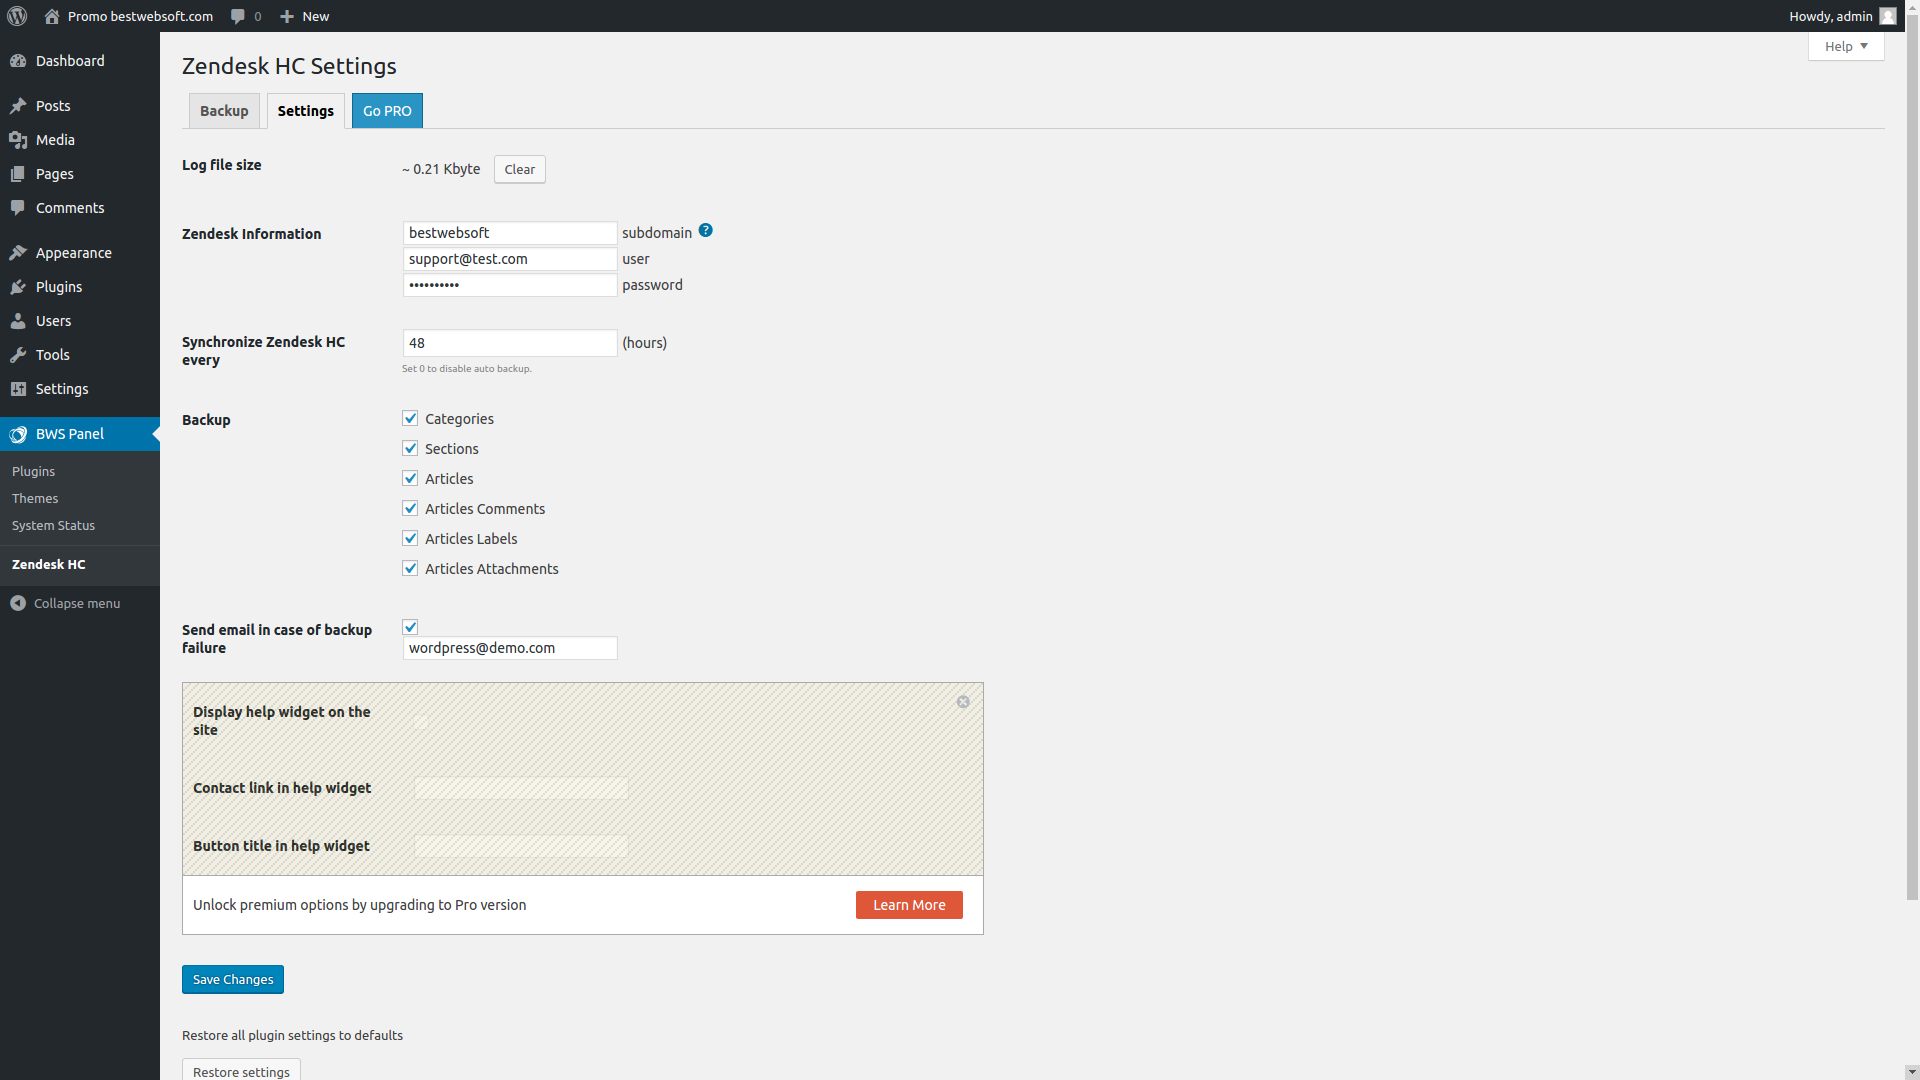 Promo bestwebsoft.com
0
New
Howdy, admin
Help
Dashboard
Posts
Media
Pages
Comments
Appearance
Plugins
Users
Tools
Settings
BWS Panel
Plugins
Themes
System Status
Zendesk HC
Collapse menu
Zendesk HC Settings
Backup
Settings
Go PRO
Log file size
~ 0.21 Kbyte
Clear
Zendesk Information
bestwebsoft
subdomain ?
support@test.com
user
••••••••••
password
Synchronize Zendesk HC
every
48
(hours)
Set 0 to disable auto backup.
Backup
Categories
Sections
Articles
Articles Comments
Articles Labels
Articles Attachments
Send email in case of backup
failure
wordpress@demo.com
Display help widget on the
site
Contact link in help widget
Button title in help widget
Unlock premium options by upgrading to Pro version
Learn More
Save Changes
Restore all plugin settings to defaults
Restore settings